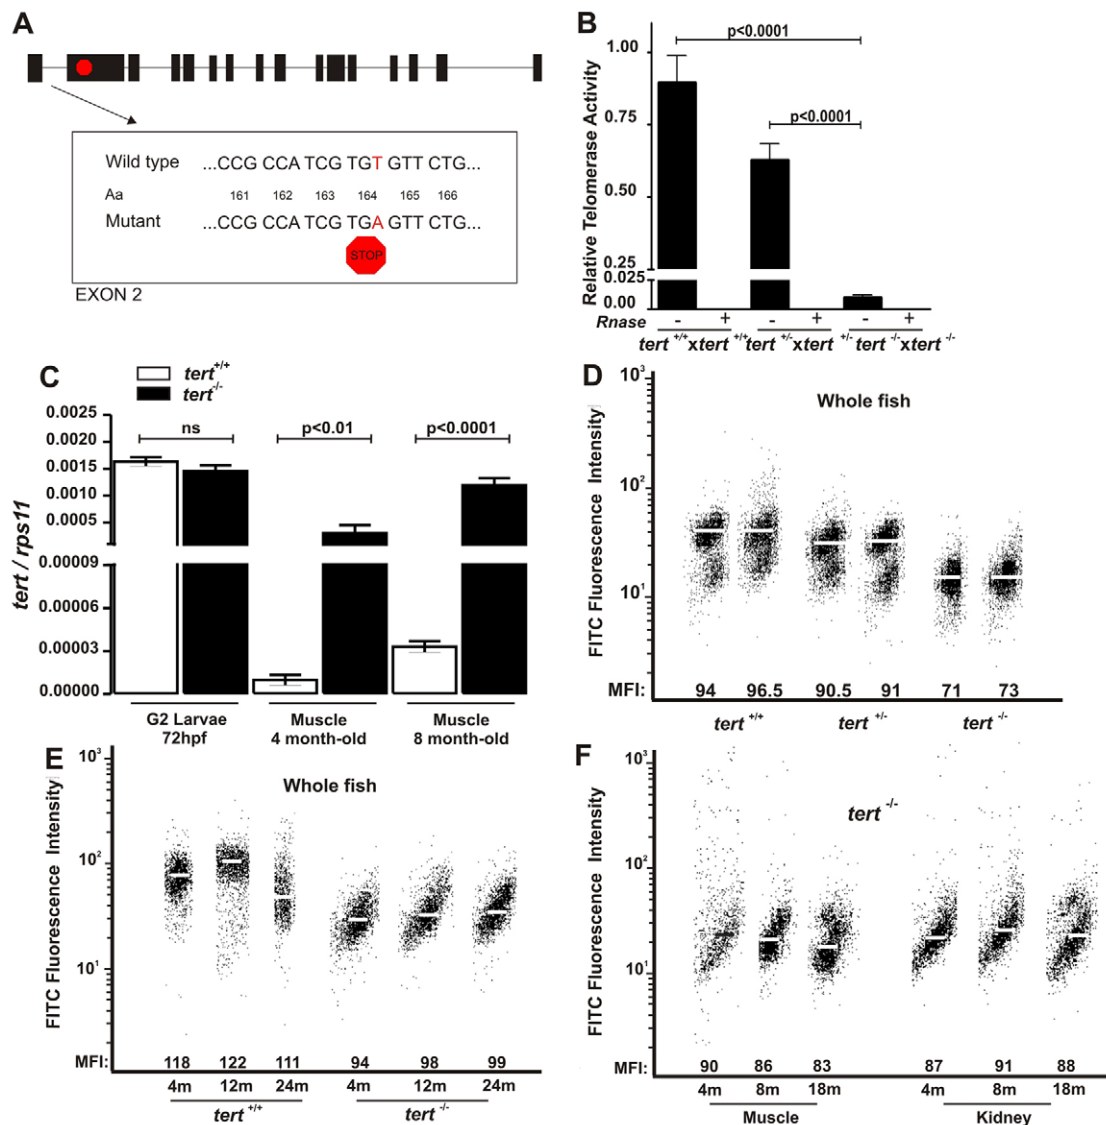 A
Wild type ...CCG CCA TCG TGT GTT CTG...
Aa 161 162 163 164 165 166
Mutant ...CCG CCA TCG TGA GTT CTG...
STOP
EXON 2
B
Relative Telomerase Activity
1.00
0.75
0.50
0.25
0.025
0.00
p<0.0001
p<0.0001
Rnase - + - + - +
tert +/+ xtert +/+ tert +/- xtert +/- tert -/- xtert -/-
C
tert +/+
tert -/-
tert / rps11
0.0025
0.0020
0.0015
0.0010
0.0005
0.00009
0.00006
0.00003
0.00000
ns
p<0.01
p<0.0001
G2 Larvae
72hpf
Muscle
4 month-old
Muscle
8 month-old
D
Whole fish
FITC Fluorescence Intensity
10³
10²
10¹
MFI: 94 96.5 90.5 91 71 73
tert +/+ tert +/- tert -/-
E
Whole fish
FITC Fluorescence Intensity
10³
10²
10¹
MFI: 118 122 111 94 98 99
4m 12m 24m 4m 12m 24m
tert +/+ tert -/-
F
tert -/-
FITC Fluorescence Intensity
10³
10²
10¹
MFI: 90 86 83 87 91 88
4m 8m 18m 4m 8m 18m
Muscle Kidney